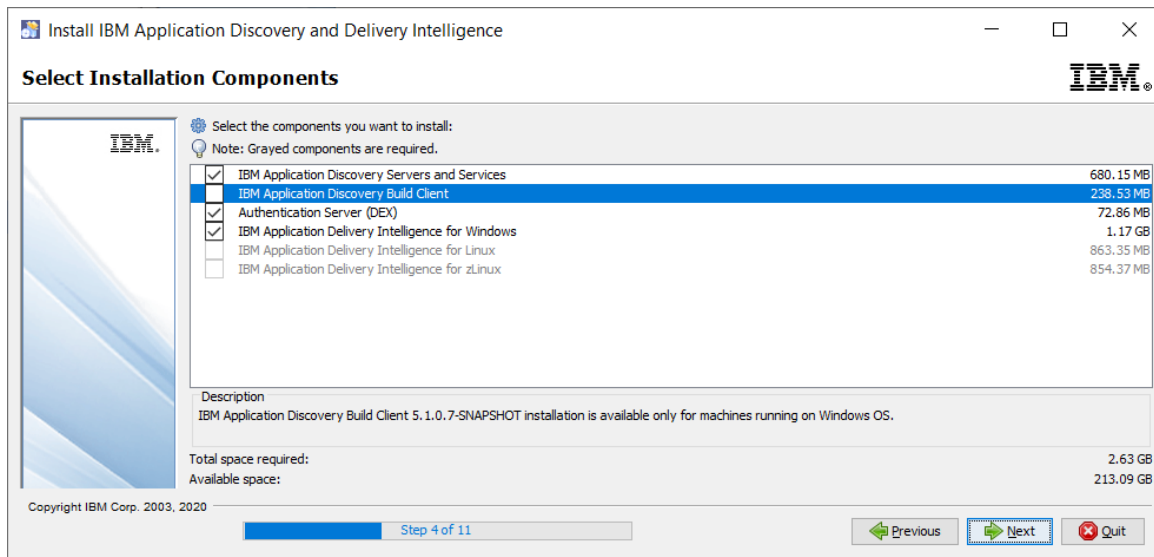 Install IBM Application Discovery and Delivery Intelligence
Select Installation Components
IBM®
IBM.
Select the components you want to install:
Note: Grayed components are required.
IBM Application Discovery Servers and Services 680.15 MB
IBM Application Discovery Build Client 238.53 MB
Authentication Server (DEX) 72.86 MB
IBM Application Delivery Intelligence for Windows 1.17 GB
IBM Application Delivery Intelligence for Linux 863.35 MB
IBM Application Delivery Intelligence for zLinux 854.37 MB
Description
IBM Application Discovery Build Client 5.1.0.7-SNAPSHOT installation is available only for machines running on Windows OS.
Total space required: 2.63 GB
Available space: 213.09 GB
Copyright IBM Corp. 2003, 2020
Step 4 of 11
Previous
Next
Quit